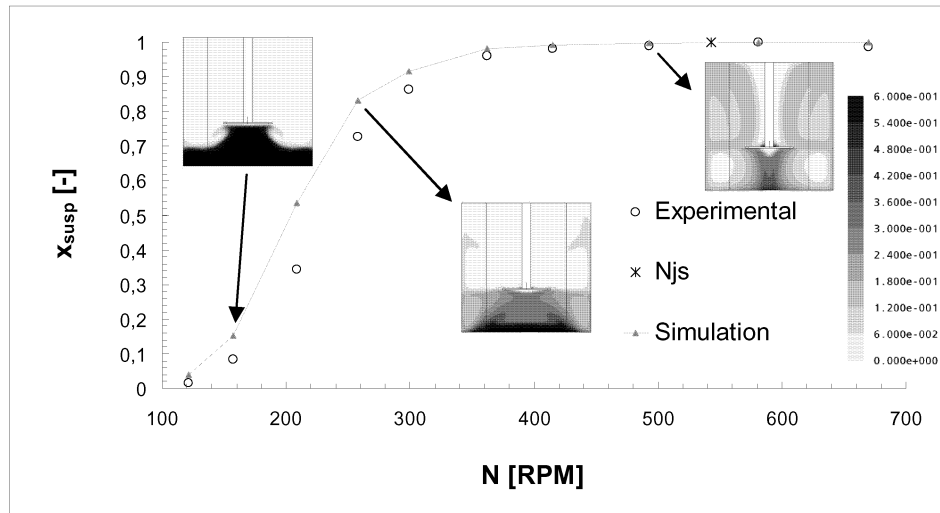 1
0,9
0,8
0,7
0,6
0,5
0,4
0,3
0,2
0,1
0
xsusp [-]
100 200 300 400 500 600 700
N [RPM]
Experimental
Njs
Simulation
6.000e-001
5.400e-001
4.800e-001
4.200e-001
3.600e-001
3.000e-001
2.400e-001
1.800e-001
1.200e-001
6.000e-002
0.000e+000